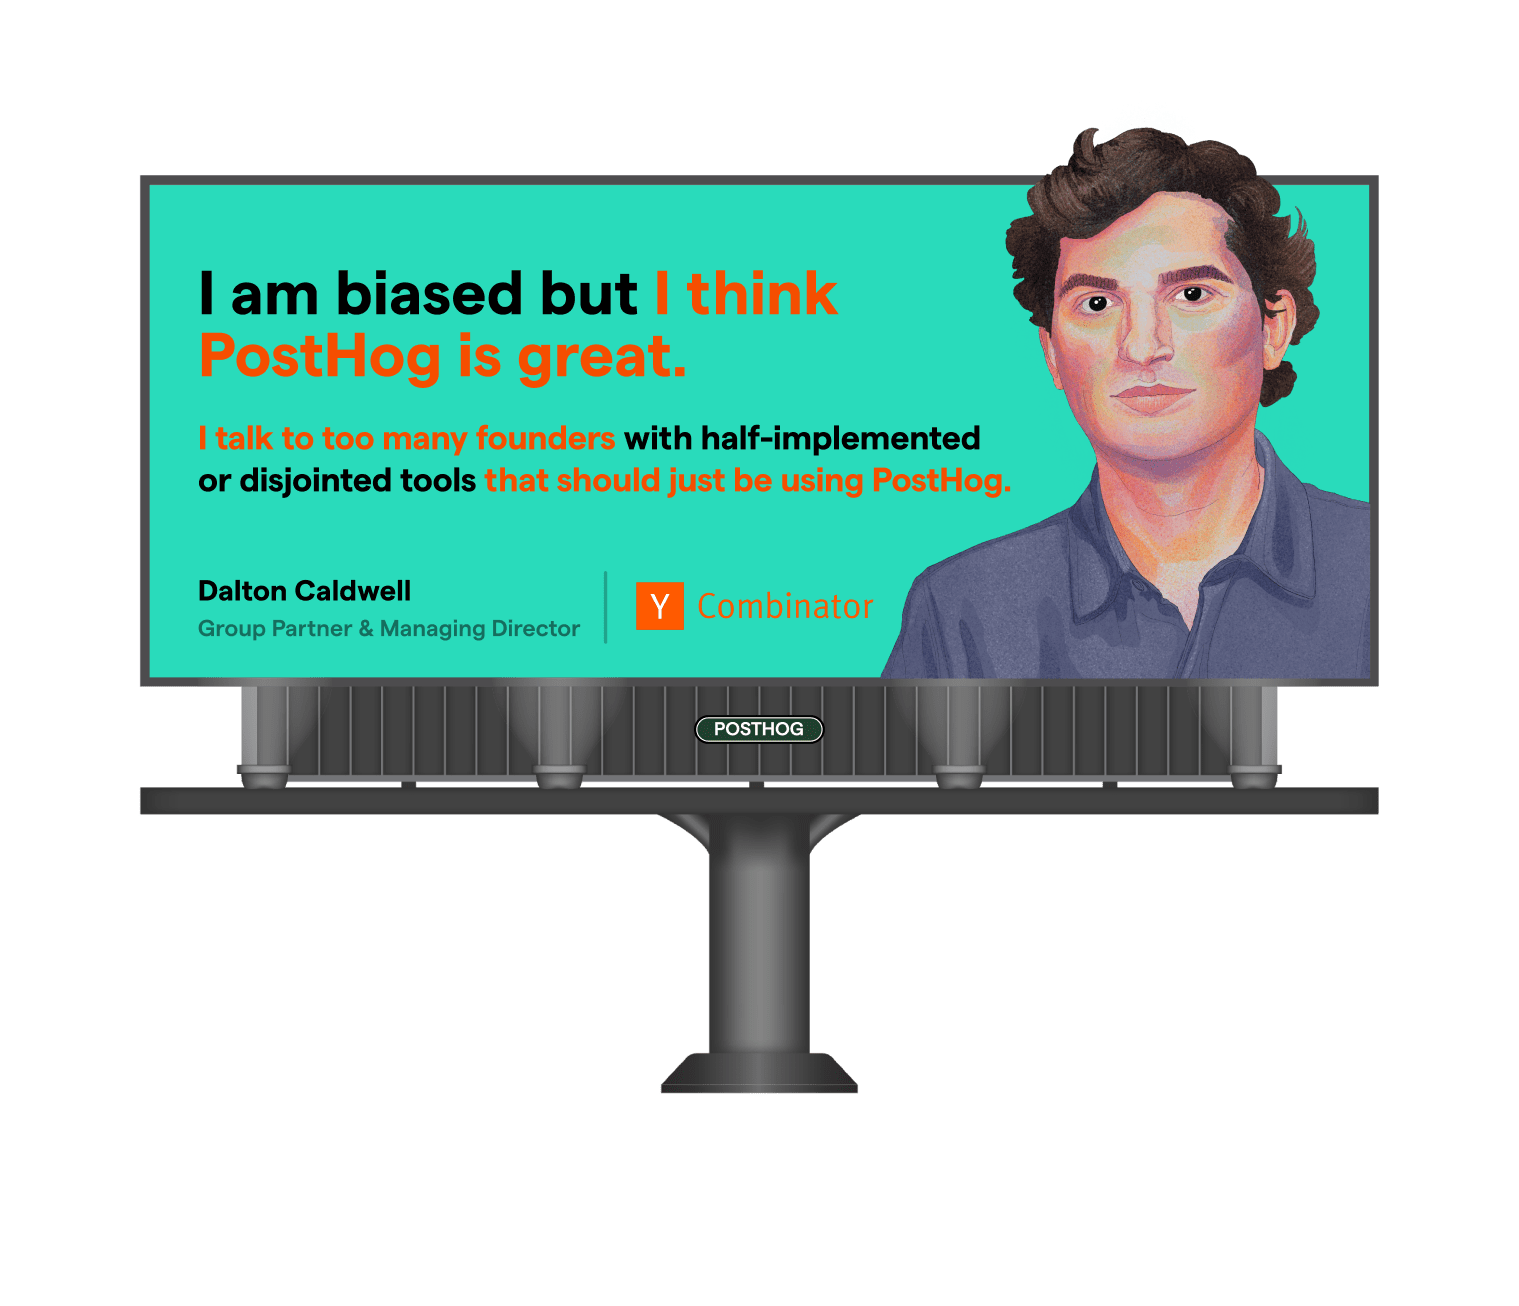 I am biased but I think
PostHog is great.
I talk to too many founders with half-implemented
or disjointed tools that should just be using PostHog.
Dalton Caldwell
Group Partner & Managing Director
Y Combinator
POSTHOG